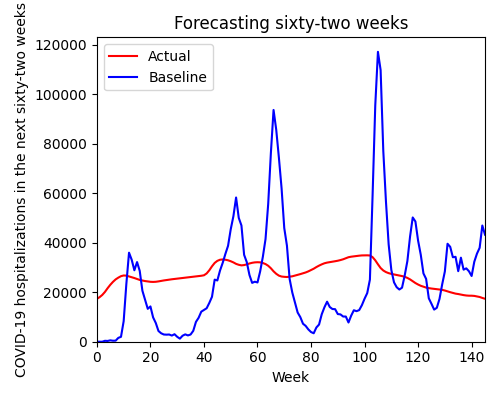 Forecasting sixty-two weeks
COVID-19 hospitalizations in the next sixty-two weeks
120000
100000
80000
60000
40000
20000
0
Actual
Baseline
0 20 40 60 80 100 120 140
Week